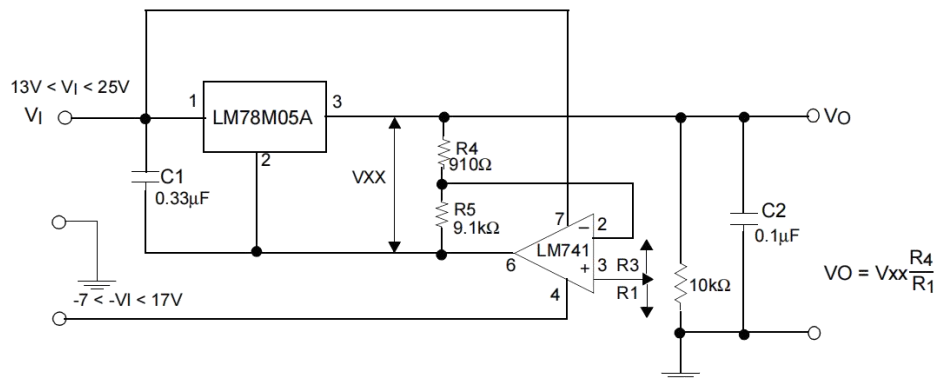 13V < VI < 25V
VI
1
LM78M05A
3
VO
2
C1
0.33μF
VXX
R4
910Ω
R5
9.1kΩ
7
−
2
LM741
+
3
R3
R1
6
4
10kΩ
C2
0.1μF
VO = Vxx R4/R1
-7 < -VI < 17V